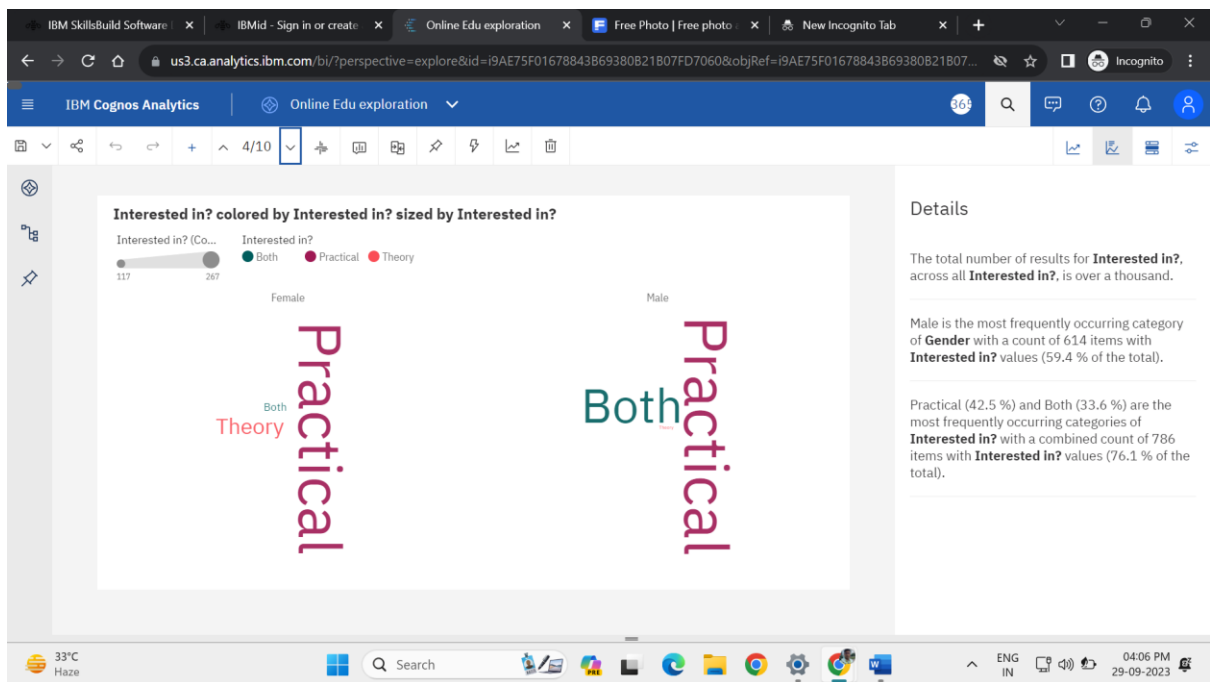 IBM SkillsBuild Software
IBMid - Sign in or create
Online Edu exploration
Free Photo | Free photo
New Incognito Tab
us3.ca.analytics.ibm.com/bi/?perspective=explore&id=i9AE75F01678843B69380B21B07FD7060&objRef=i9AE75F01678843B69380B21B07...
Incognito
IBM Cognos Analytics
Online Edu exploration
365
4/10
Interested in? colored by Interested in? sized by Interested in?
Interested in? (Co...
Interested in?
Both
Practical
Theory
117
267
Female
Male
Practical
Both
Theory
Practical
Both
Theory
Details
The total number of results for Interested in?,
across all Interested in?, is over a thousand.
Male is the most frequently occurring category
of Gender with a count of 614 items with
Interested in? values (59.4 % of the total).
Practical (42.5 %) and Both (33.6 %) are the
most frequently occurring categories of
Interested in? with a combined count of 786
items with Interested in? values (76.1 % of the
total).
33°C
Haze
Search
PRE
ENG
IN
04:06 PM
29-09-2023